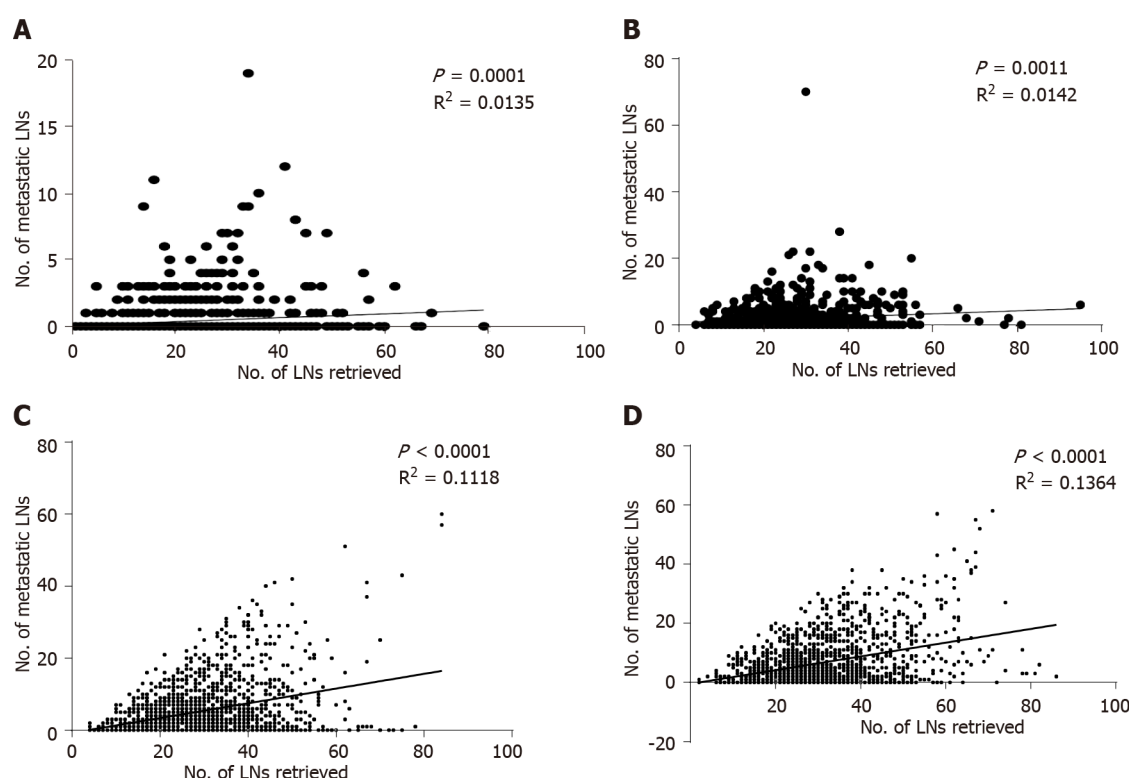 A
20
15
10
5
0
No. of metastatic LNs
P = 0.0001
R² = 0.0135
0 20 40 60 80 100
No. of LNs retrieved
B
80
60
40
20
0
No. of metastatic LNs
P = 0.0011
R² = 0.0142
0 20 40 60 80 100
No. of LNs retrieved
C
80
60
40
20
0
No. of metastatic LNs
P < 0.0001
R² = 0.1118
0 20 40 60 80 100
No. of LNs retrieved
D
80
60
40
20
0
-20
No. of metastatic LNs
P < 0.0001
R² = 0.1364
20 40 60 80 100
No. of LNs retrieved